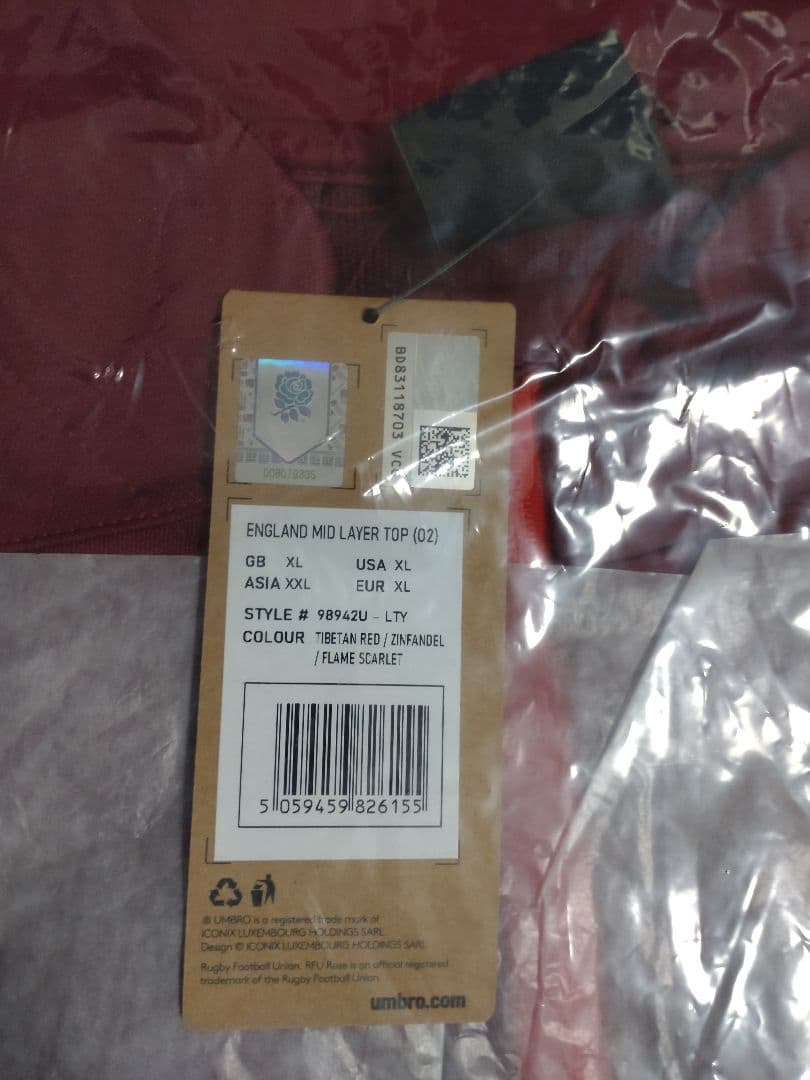 BD83118703
008079335
ENGLAND MID LAYER TOP (02)
GB XL USA XL
ASIA XXL EUR XL
STYLE # 98942U - LTY
COLOUR TIBETAN RED / ZINFANDEL
/ FLAME SCARLET
5 059459 826155
® UMBRO is a registered trade mark of
ICONIX LUXEMBOURG HOLDINGS SARL
Design © ICONIX LUXEMBOURG HOLDINGS SARL
Rugby Football Union. RFU Rose is an official registered
trademark of the Rugby Football Union
umbro.com